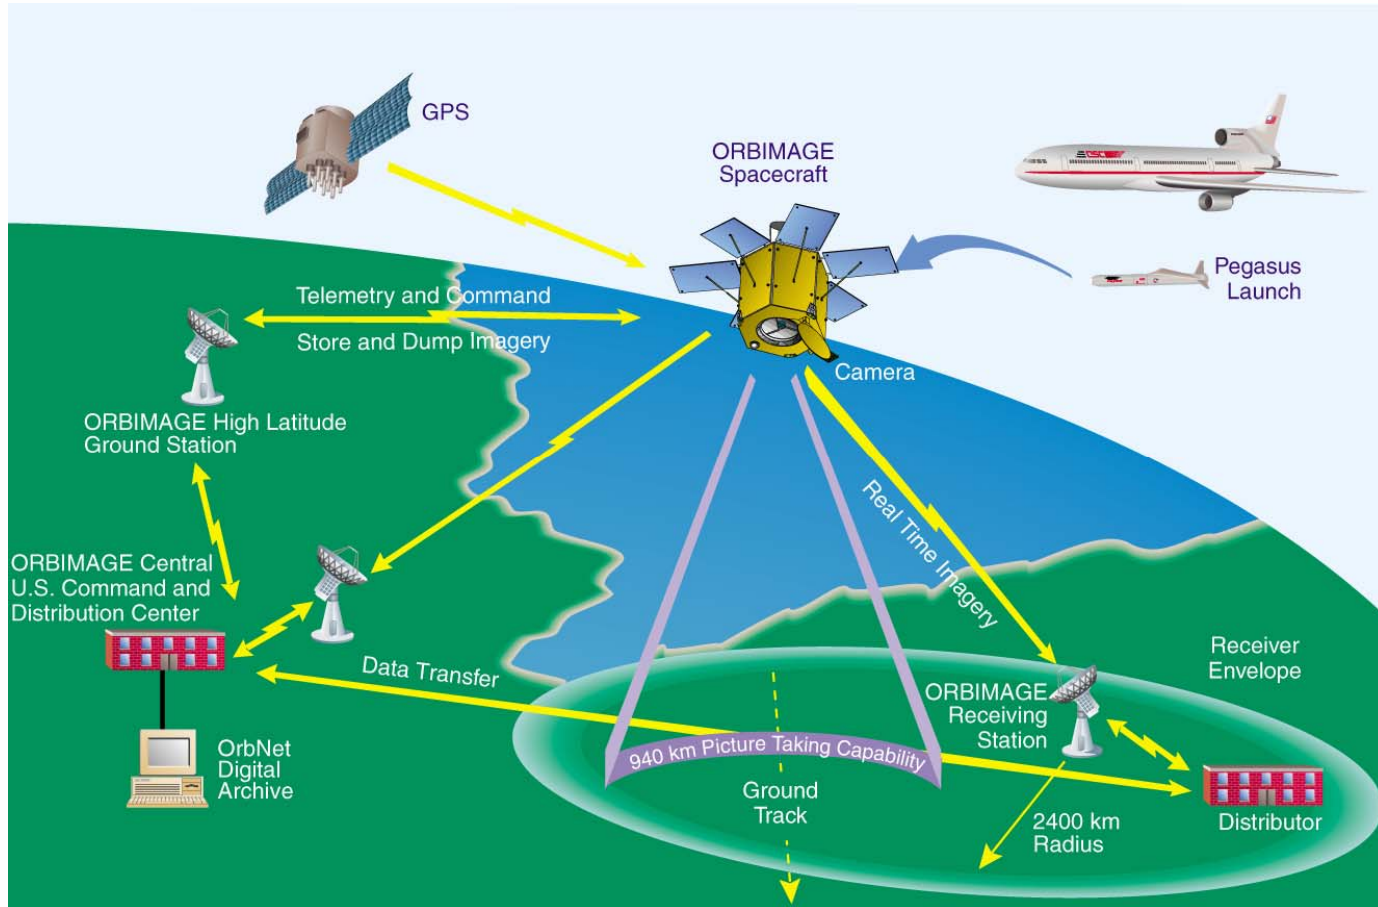 GPS
ORBIMAGE
Spacecraft
OSC
Pegasus
Launch
Telemetry and Command
Store and Dump Imagery
Camera
ORBIMAGE High Latitude
Ground Station
Real Time Imagery
ORBIMAGE Central
U.S. Command and
Distribution Center
Data Transfer
Receiver
Envelope
ORBIMAGE
Receiving
Station
940 km Picture Taking Capability
OrbNet
Digital
Archive
Ground
Track
2400 km
Radius
Distributor